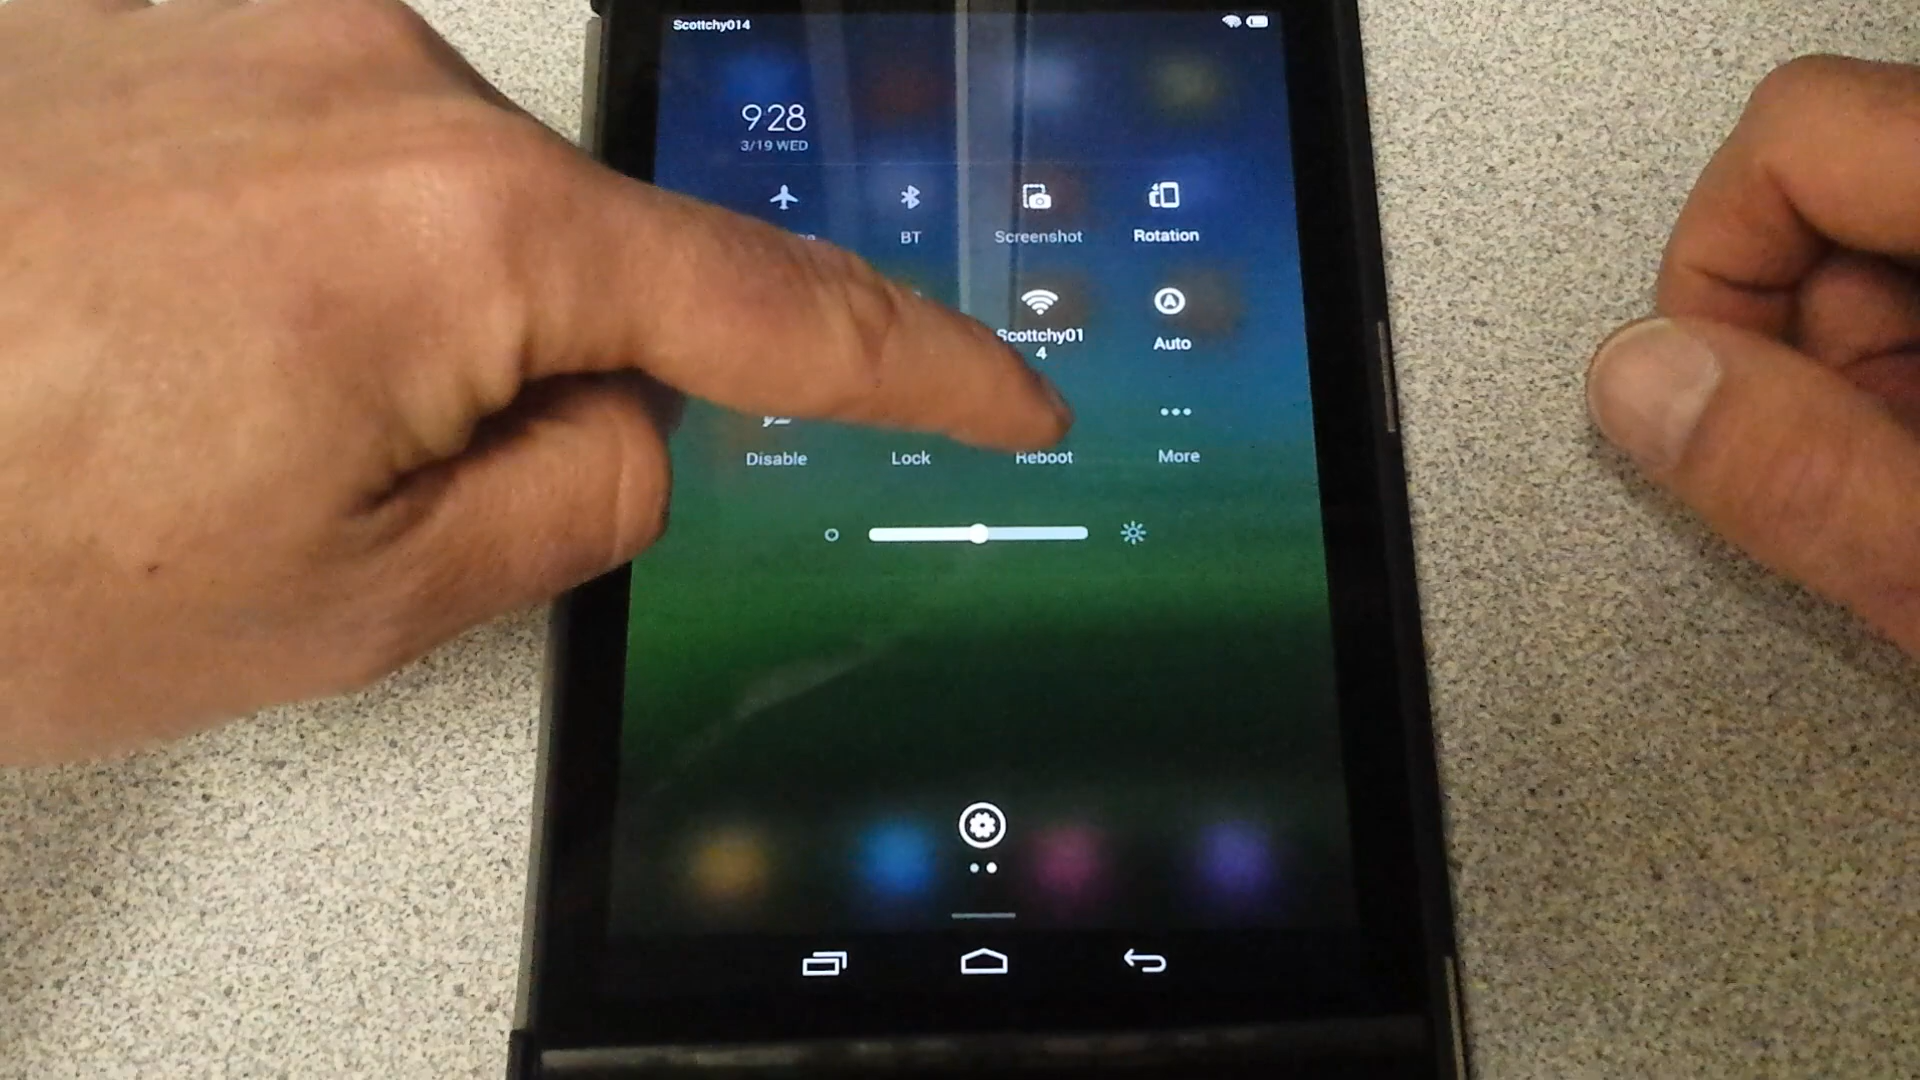 Scottchy014
9:28
3/19 WED
BT
Screenshot
Rotation
Scottchy01
4
Auto
Disable
Lock
Reboot
More